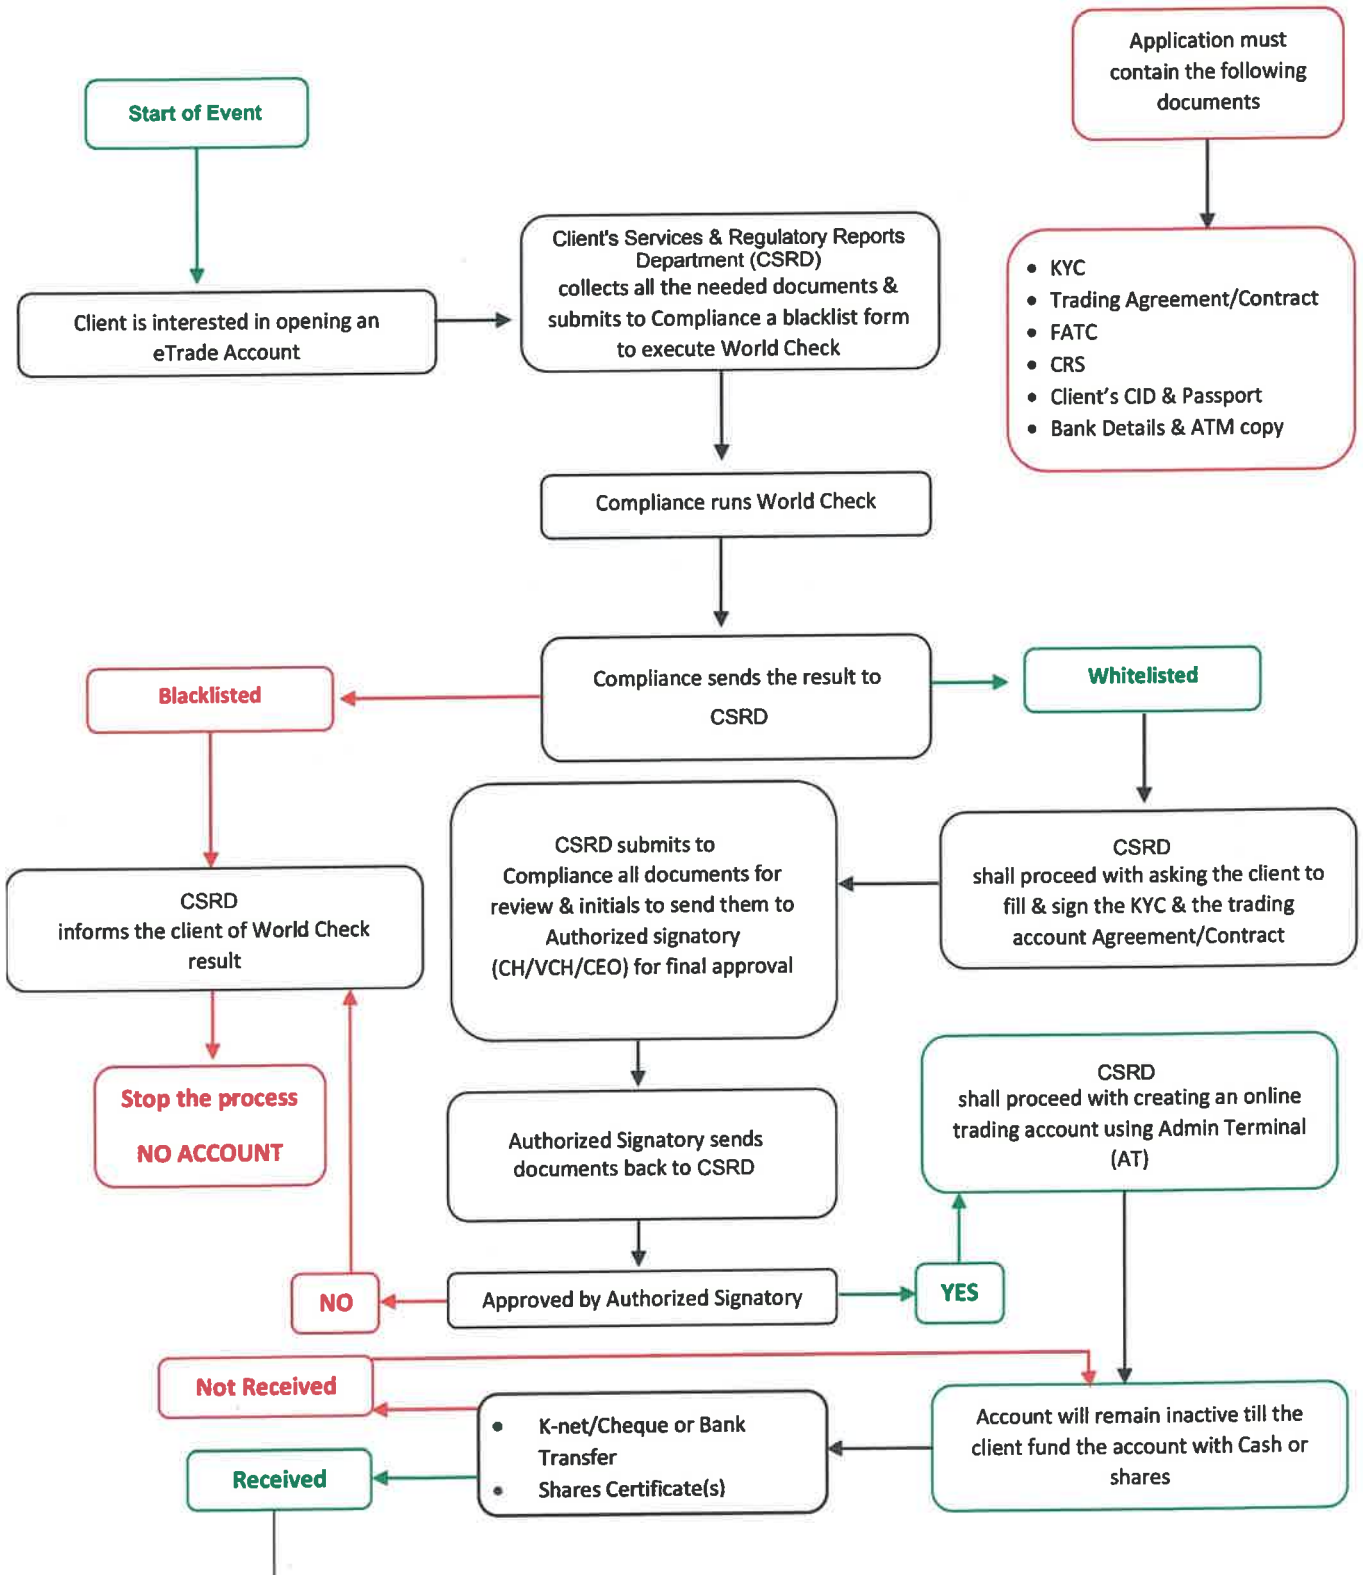 Application must
contain the following
documents
Start of Event
Client's Services & Regulatory Reports
Department (CSRD)
collects all the needed documents &
submits to Compliance a blacklist form
to execute World Check
• KYC
• Trading Agreement/Contract
• FATC
• CRS
• Client's CID & Passport
• Bank Details & ATM copy
Client is interested in opening an
eTrade Account
Compliance runs World Check
Compliance sends the result to
CSRD
Blacklisted
Whitelisted
CSRD
shall proceed with asking the client to
fill & sign the KYC & the trading
account Agreement/Contract
CSRD submits to
Compliance all documents for
review & initials to send them to
Authorized signatory
(CH/VCH/CEO) for final approval
CSRD
informs the client of World Check
result
Stop the process
NO ACCOUNT
CSRD
shall proceed with creating an online
trading account using Admin Terminal
(AT)
Authorized Signatory sends
documents back to CSRD
NO
Approved by Authorized Signatory
YES
Not Received
Received
• K-net/Cheque or Bank
Transfer
• Shares Certificate(s)
Account will remain inactive till the
client fund the account with Cash or
shares